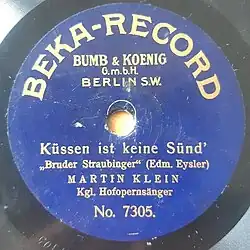 BEKA-RECORD
BUMB & KOENIG
G.m.b.H.
BERLIN S.W.
Küssen ist keine Sünd'
„Bruder Straubinger“ (Edm. Eysler)
MARTIN KLEIN
Kgl. Hofopernsänger
No. 7305.